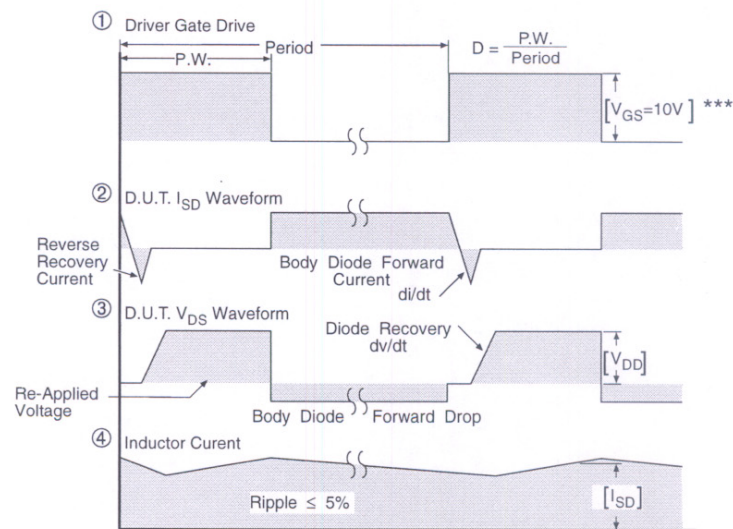 ① Driver Gate Drive
Period
P.W.
D = P.W. / Period
[VGS=10V] ***
② D.U.T. ISD Waveform
Reverse
Recovery
Current
Body Diode Forward
Current
di/dt
③ D.U.T. VDS Waveform
Diode Recovery
dv/dt
[VDD]
Re-Applied
Voltage
Body Diode Forward Drop
④ Inductor Curent
Ripple ≤ 5%
[ISD]